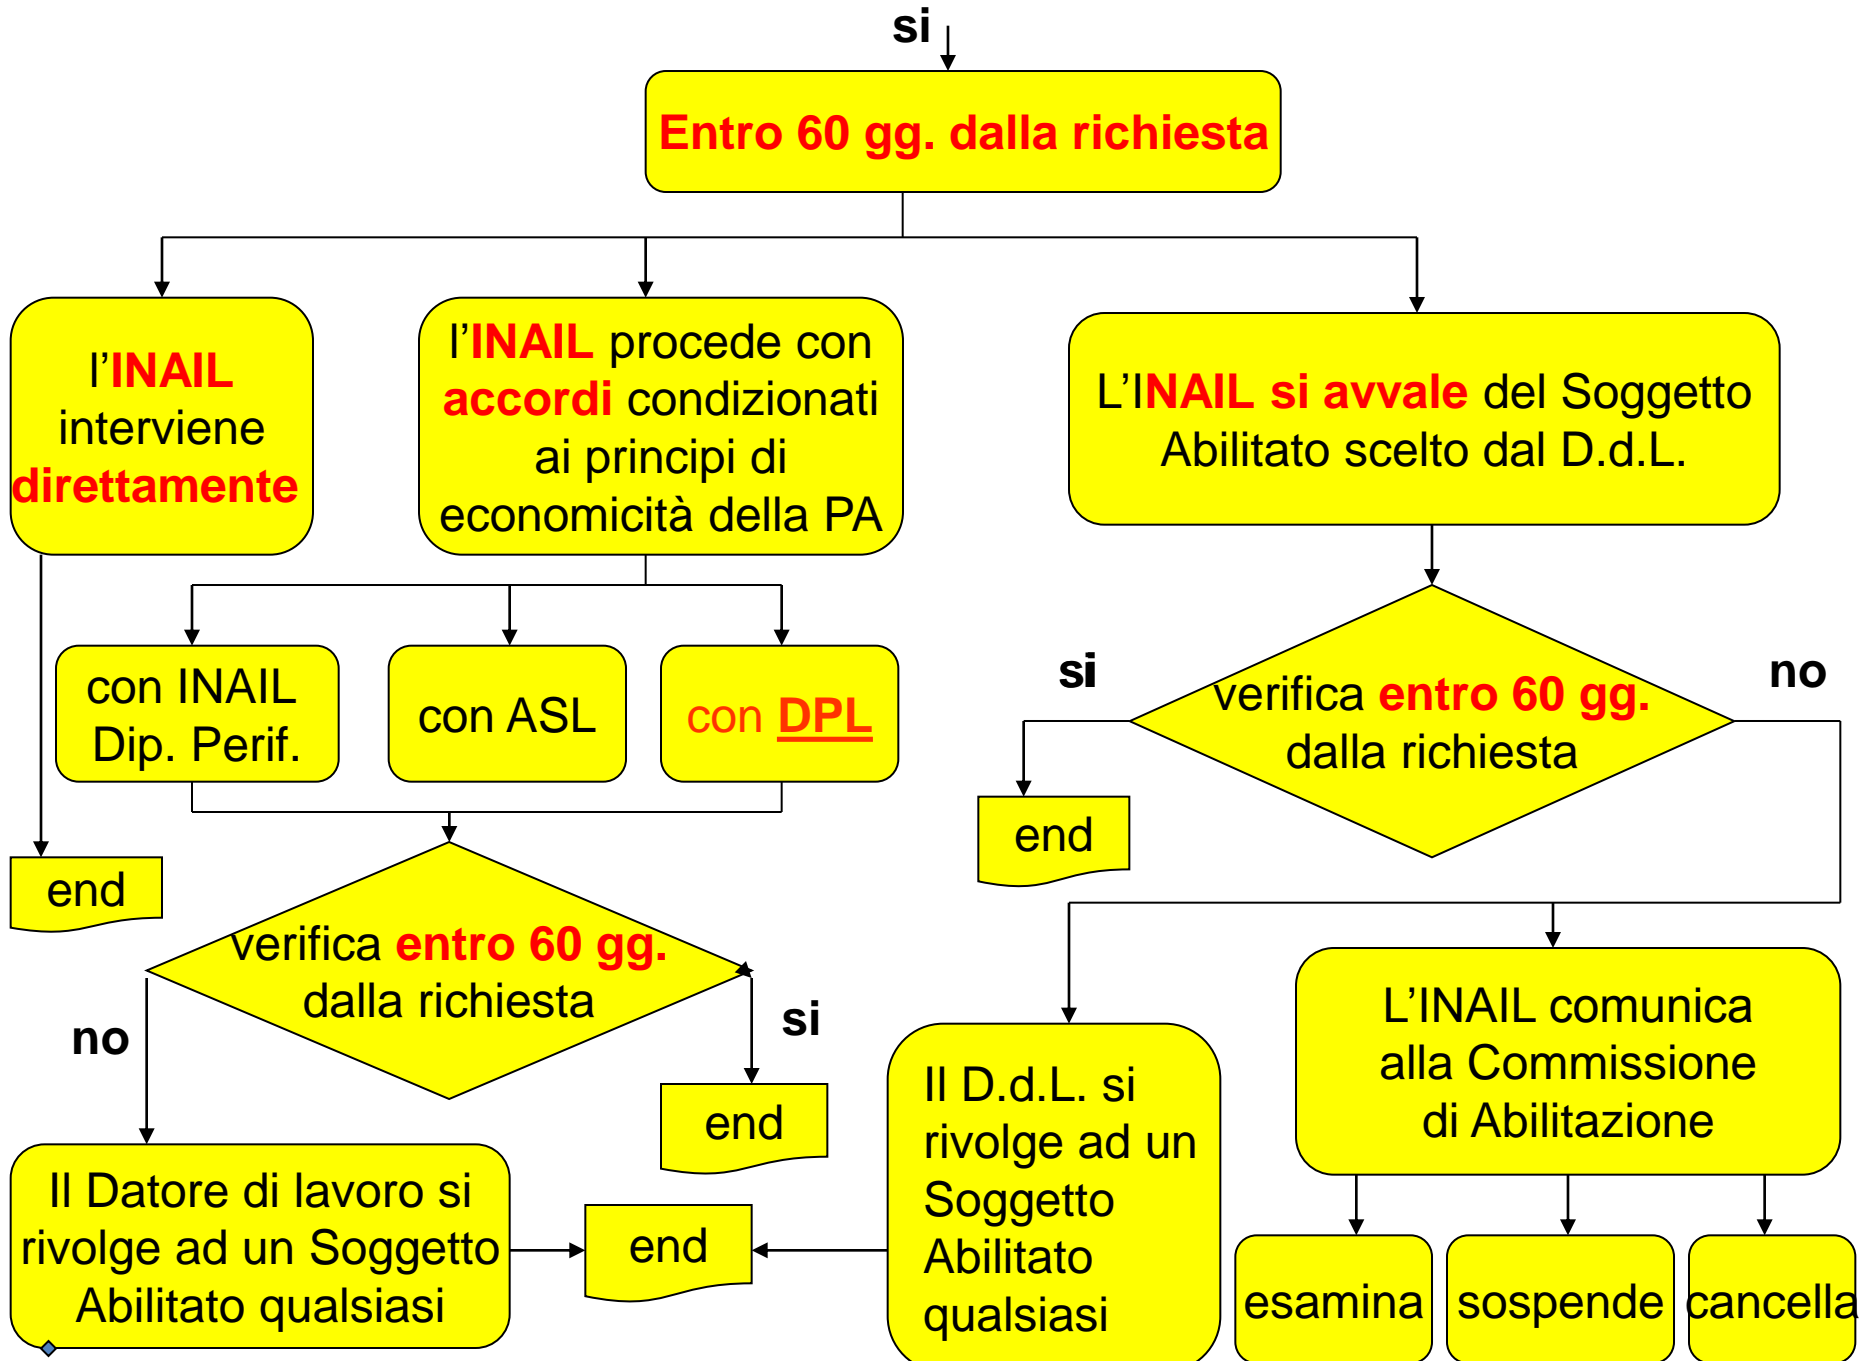 si
Entro 60 gg. dalla richiesta
l’INAIL
interviene
direttamente
l’INAIL procede con
accordi condizionati
ai principi di
economicità della PA
L’INAIL si avvale del Soggetto
Abilitato scelto dal D.d.L.
con INAIL
Dip. Perif.
con ASL
con DPL
si
verifica entro 60 gg.
dalla richiesta
no
end
end
verifica entro 60 gg.
dalla richiesta
no
si
end
Il Datore di lavoro si
rivolge ad un Soggetto
Abilitato qualsiasi
end
Il D.d.L. si
rivolge ad un
Soggetto
Abilitato
qualsiasi
L’INAIL comunica
alla Commissione
di Abilitazione
esamina
sospende
cancella